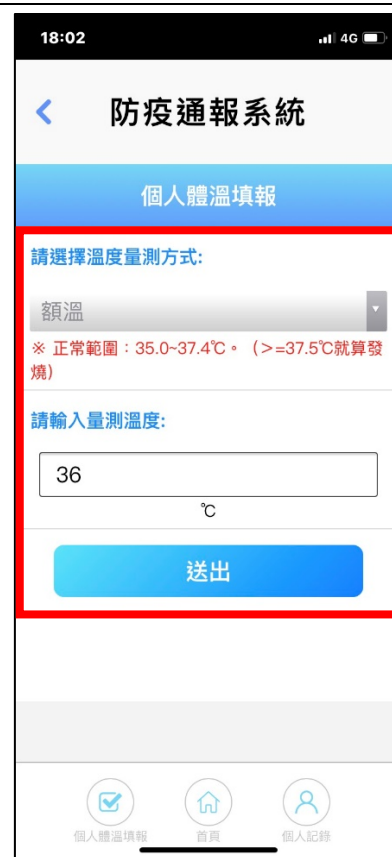 18:02
4G
防疫通報系統
個人體溫填報
請選擇溫度量測方式:
額溫
※ 正常範圍：35.0~37.4℃。（>=37.5℃就算發
燒)
請輸入量測溫度:
36
℃
送出
個人體溫填報
首頁
個人記錄